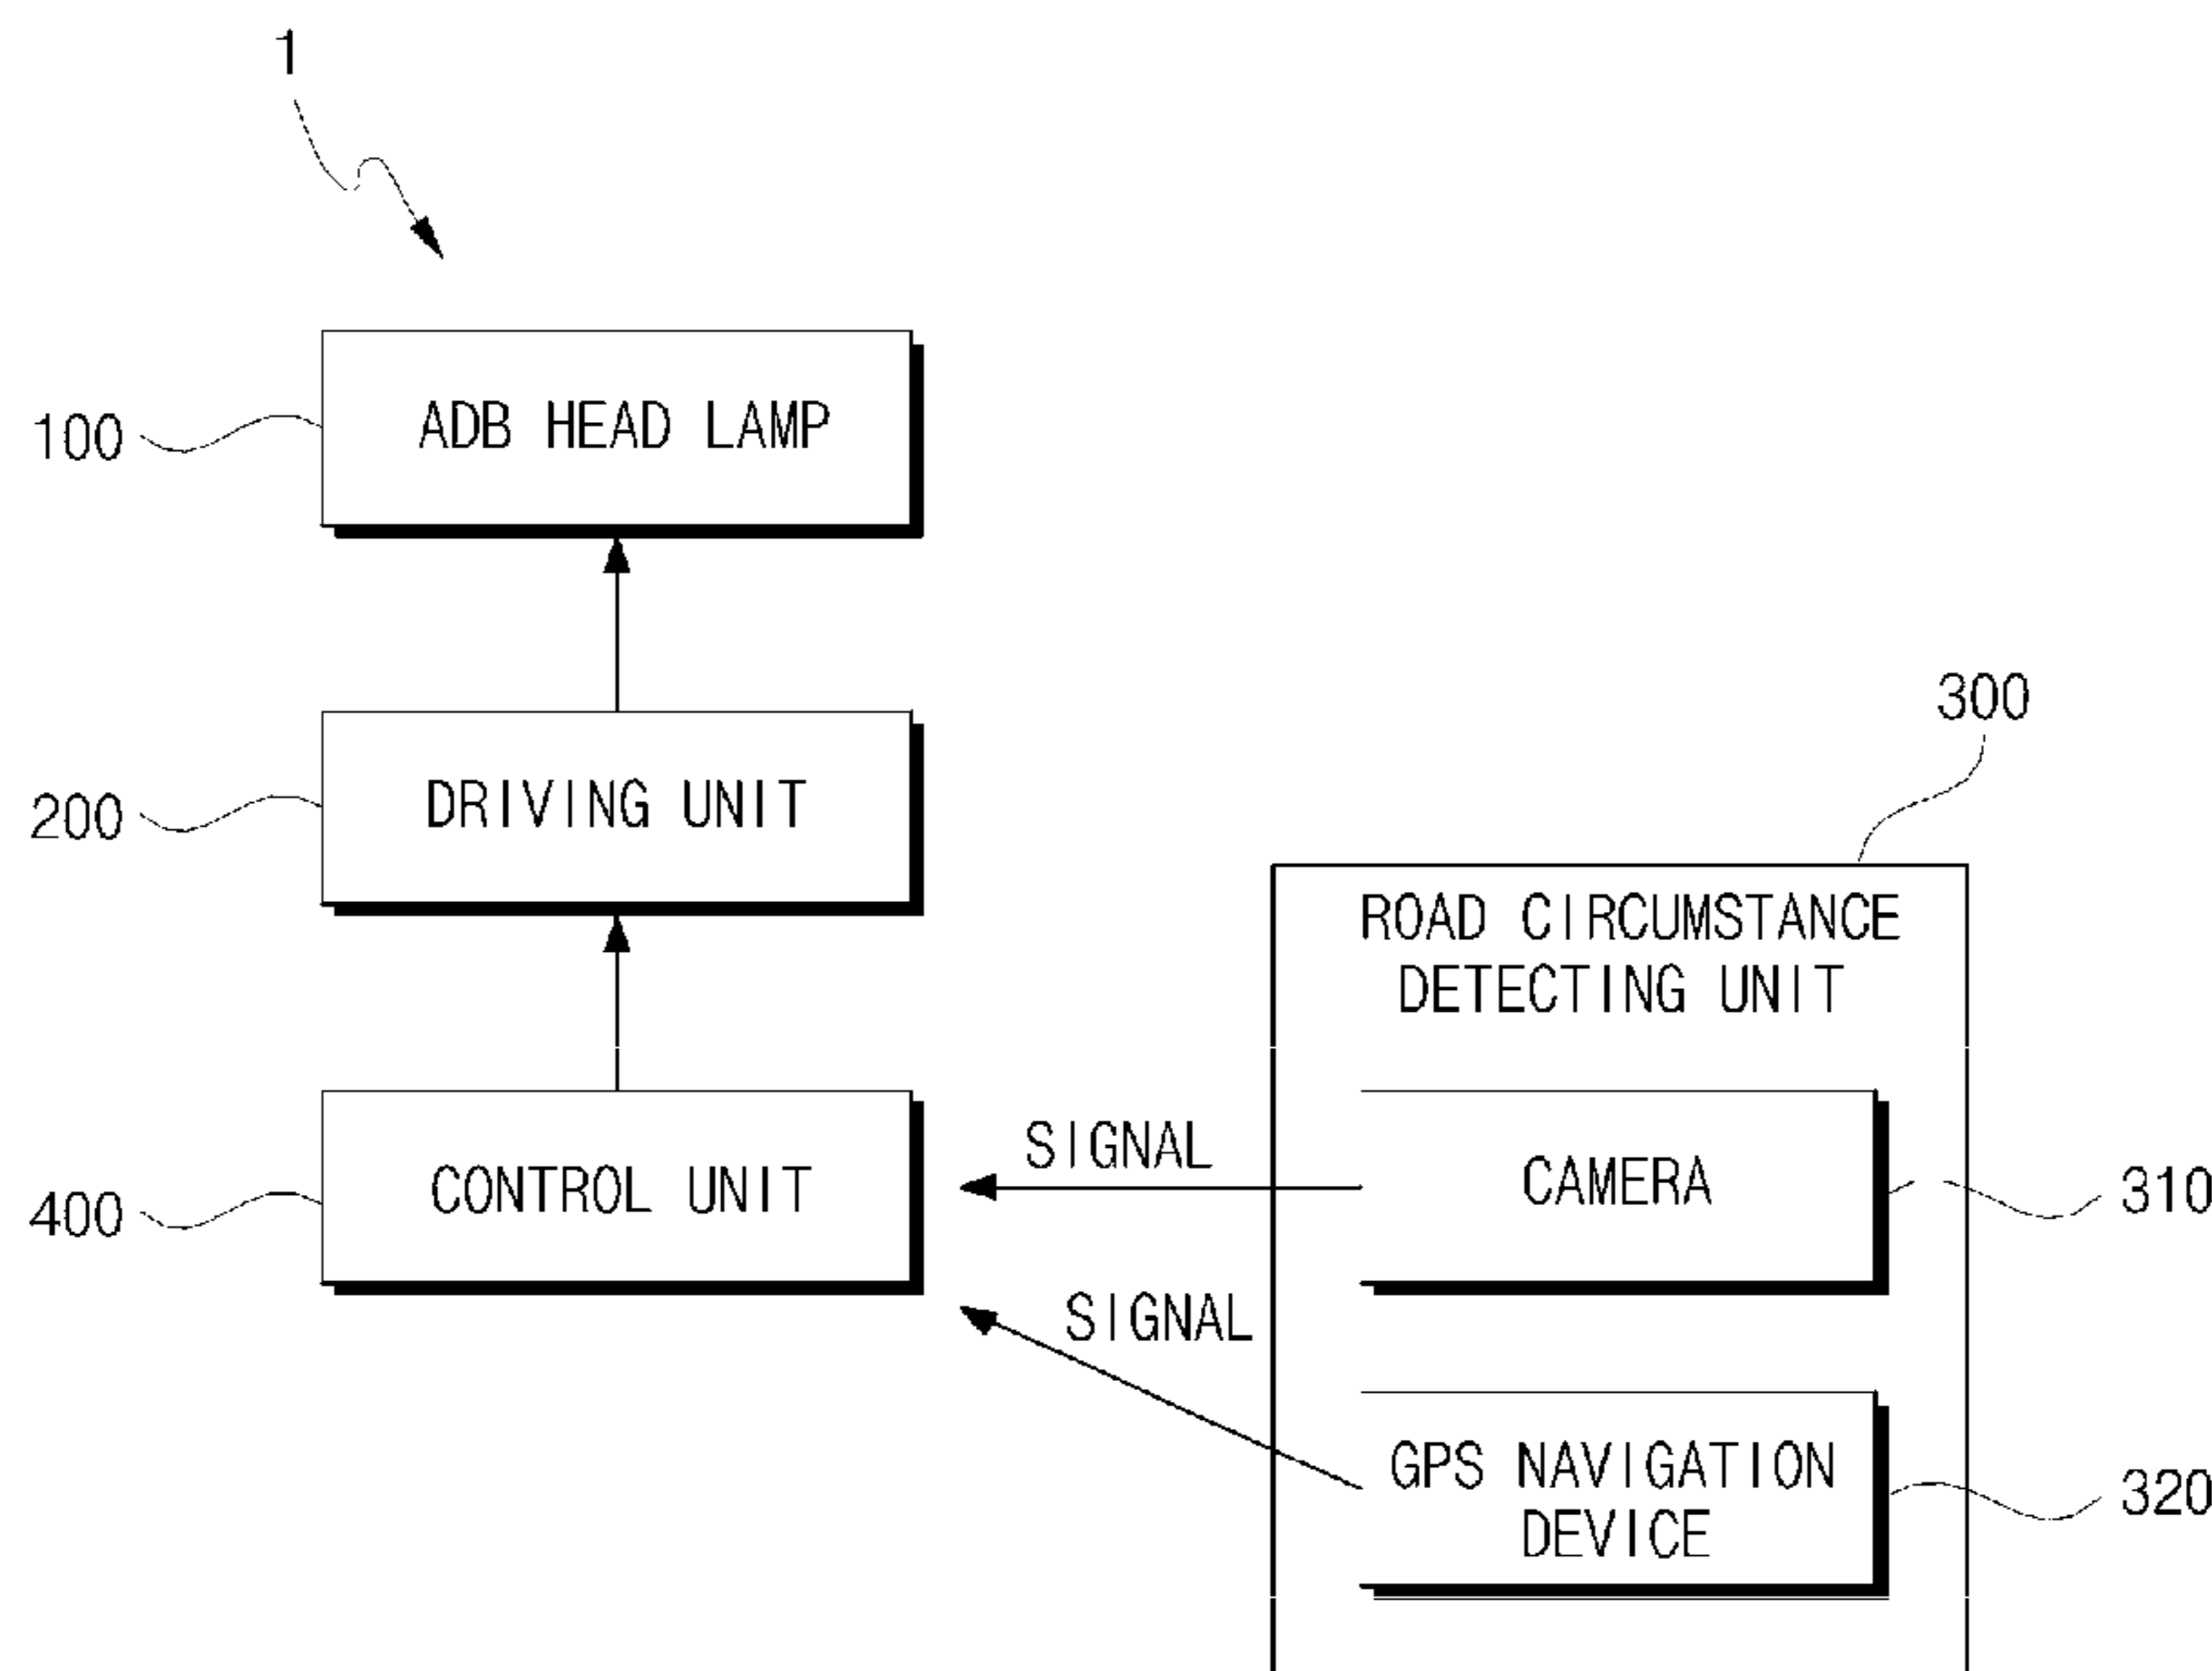 1
ADB HEAD LAMP
100
DRIVING UNIT
200
300
ROAD CIRCUMSTANCE
DETECTING UNIT
CONTROL UNIT
400
SIGNAL
CAMERA
310
SIGNAL
GPS NAVIGATION
DEVICE
320